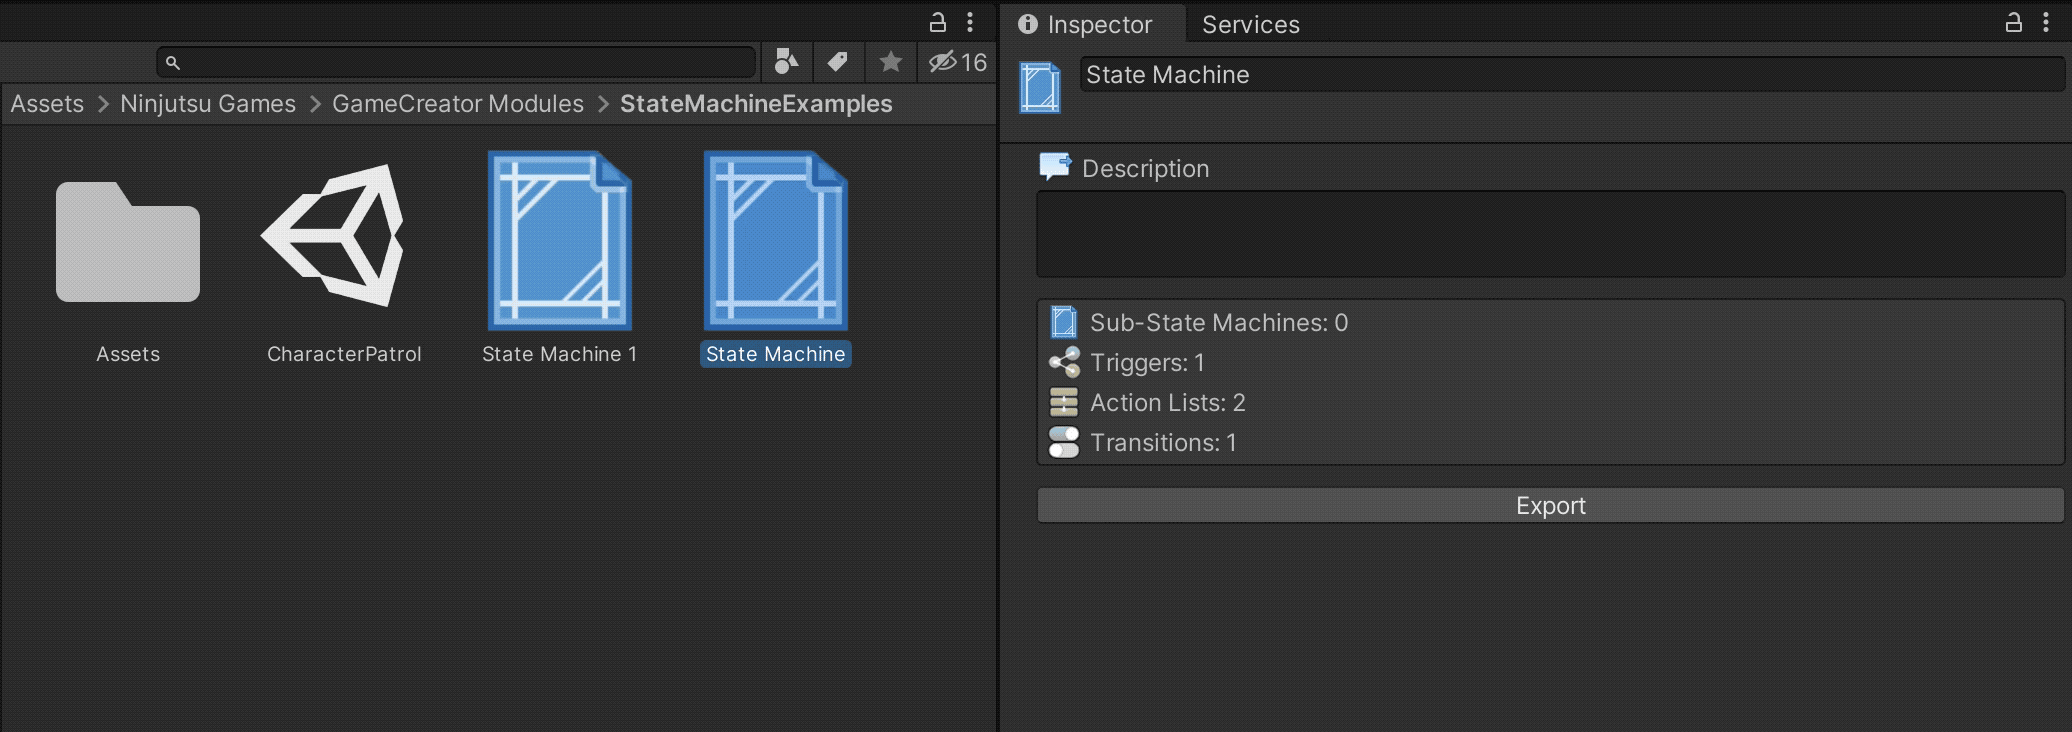 16
Assets > Ninjutsu Games > GameCreator Modules > StateMachineExamples
Assets
CharacterPatrol
State Machine 1
State Machine
Inspector
Services
State Machine
Description
Sub-State Machines: 0
Triggers: 1
Action Lists: 2
Transitions: 1
Export